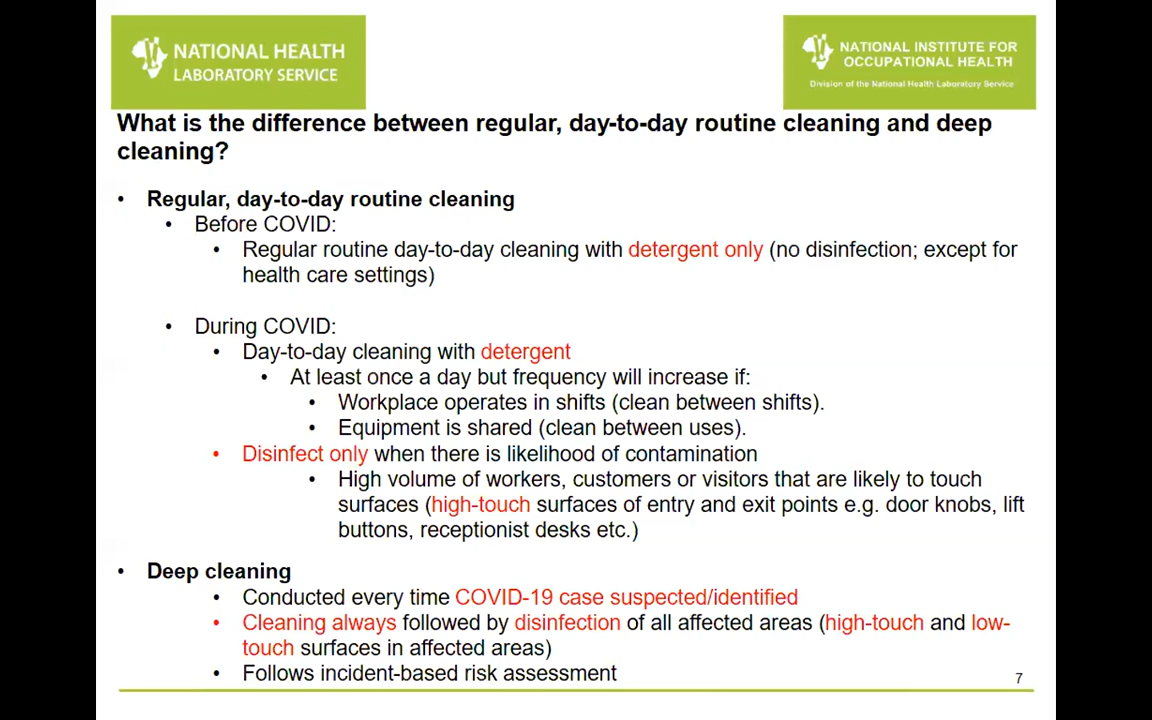 NATIONAL HEALTH
LABORATORY SERVICE
NATIONAL INSTITUTE FOR
OCCUPATIONAL HEALTH
Division of the National Health Laboratory Service
What is the difference between regular, day-to-day routine cleaning and deep
cleaning?
• Regular, day-to-day routine cleaning
• Before COVID:
• Regular routine day-to-day cleaning with detergent only (no disinfection; except for
health care settings)
• During COVID:
• Day-to-day cleaning with detergent
• At least once a day but frequency will increase if:
• Workplace operates in shifts (clean between shifts).
• Equipment is shared (clean between uses).
• Disinfect only when there is likelihood of contamination
• High volume of workers, customers or visitors that are likely to touch
surfaces (high-touch surfaces of entry and exit points e.g. door knobs, lift
buttons, receptionist desks etc.)
• Deep cleaning
• Conducted every time COVID-19 case suspected/identified
• Cleaning always followed by disinfection of all affected areas (high-touch and low-
touch surfaces in affected areas)
• Follows incident-based risk assessment
7